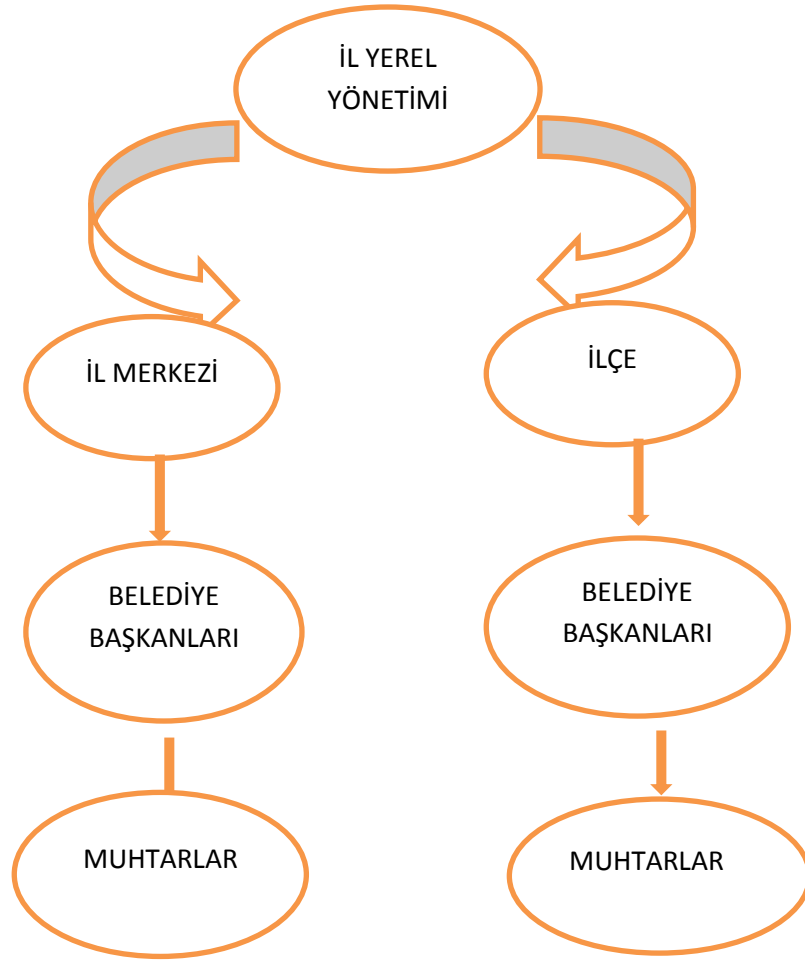 İL YEREL
YÖNETİMİ
İL MERKEZİ
İLÇE
BELEDİYE
BAŞKANLARI
BELEDİYE
BAŞKANLARI
MUHTARLAR
MUHTARLAR